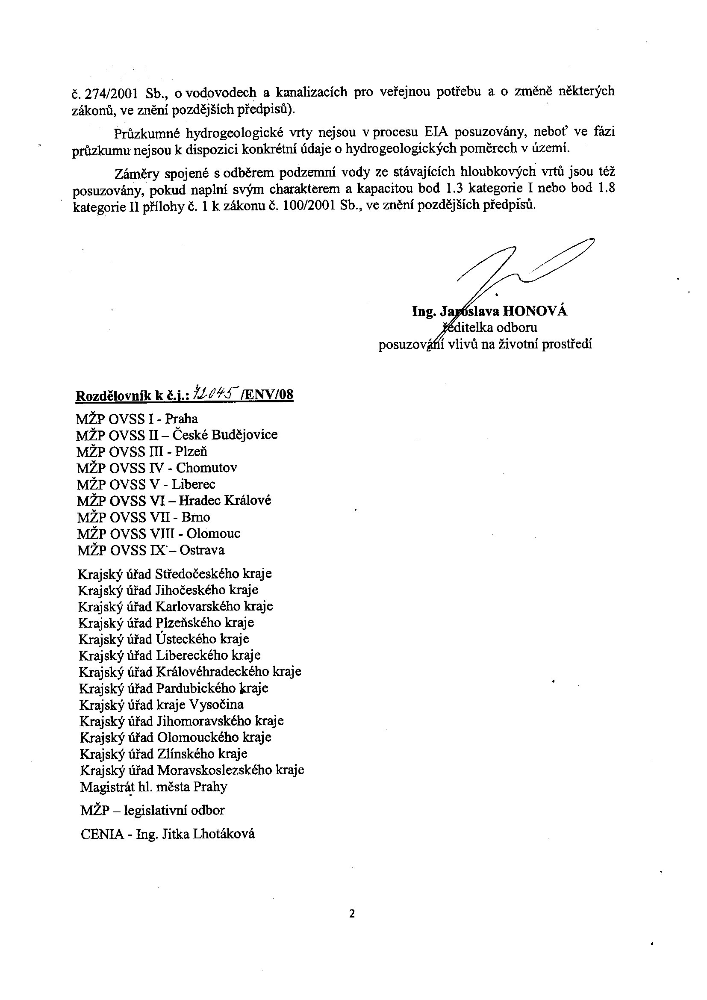 č. 274/2001 Sb., o vodovodech a kanalizacích pro veřejnou potřebu a o změně některých
zákonů, ve znění pozdějších předpisů).
Průzkumné hydrogeologické vrty nejsou v procesu EIA posuzovány, neboť ve fázi
průzkumu nejsou k dispozici konkrétní údaje o hydrogeologických poměrech v území.
Záměry spojené s odběrem podzemní vody ze stávajících hloubkových vrtů jsou též
posuzovány, pokud naplní svým charakterem a kapacitou bod 1.3 kategorie I nebo bod 1.8
kategorie II přílohy č. 1 k zákonu č. 100/2001 Sb., ve znění pozdějších předpisů.
Ing. Jaroslava HONOVÁ
ředitelka odboru
posuzování vlivů na životní prostředí
Rozdělovník k č.j.: 72045 /ENV/08
MŽP OVSS I - Praha
MŽP OVSS II – České Budějovice
MŽP OVSS III - Plzeň
MŽP OVSS IV - Chomutov
MŽP OVSS V - Liberec
MŽP OVSS VI – Hradec Králové
MŽP OVSS VII - Brno
MŽP OVSS VIII - Olomouc
MŽP OVSS IX – Ostrava
Krajský úřad Středočeského kraje
Krajský úřad Jihočeského kraje
Krajský úřad Karlovarského kraje
Krajský úřad Plzeňského kraje
Krajský úřad Ústeckého kraje
Krajský úřad Libereckého kraje
Krajský úřad Královéhradeckého kraje
Krajský úřad Pardubického kraje
Krajský úřad kraje Vysočina
Krajský úřad Jihomoravského kraje
Krajský úřad Olomouckého kraje
Krajský úřad Zlínského kraje
Krajský úřad Moravskoslezského kraje
Magistrát hl. města Prahy
MŽP – legislativní odbor
CENIA - Ing. Jitka Lhotáková
2